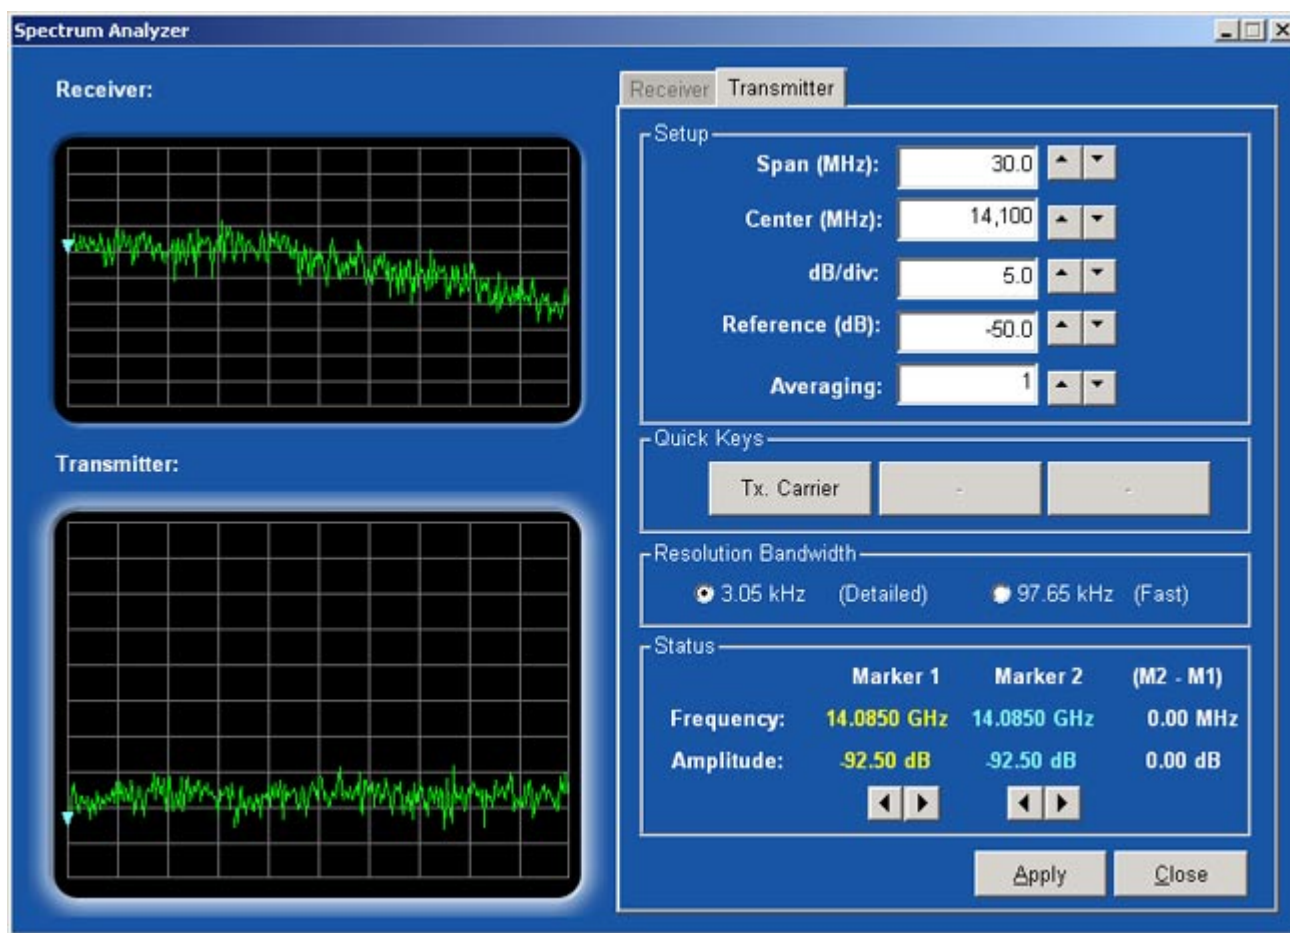 Spectrum Analyzer
Receiver:
Transmitter:
Receiver Transmitter
Setup
Span (MHz): 30.0
Center (MHz): 14,100
dB/div: 5.0
Reference (dB): -50.0
Averaging: 1
Quick Keys
Tx. Carrier - -
Resolution Bandwidth
3.05 kHz (Detailed) 97.65 kHz (Fast)
Status
Marker 1 Marker 2 (M2 - M1)
Frequency: 14.0850 GHz 14.0850 GHz 0.00 MHz
Amplitude: -92.50 dB -92.50 dB 0.00 dB
Apply Close